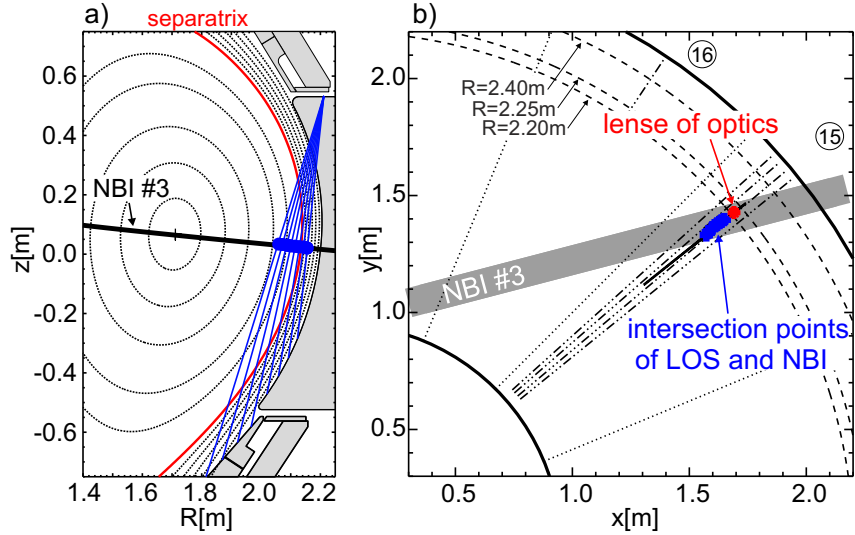 a)
separatrix
0.6
0.4
0.2
0.0
-0.2
-0.4
-0.6
z[m]
NBI #3
1.4
1.6
1.8
2.0
2.2
R[m]
b)
2.0
1.5
1.0
0.5
y[m]
R=2.40m
R=2.25m
R=2.20m
16
15
lense of optics
NBI #3
intersection points
of LOS and NBI
0.5
1.0
1.5
2.0
x[m]